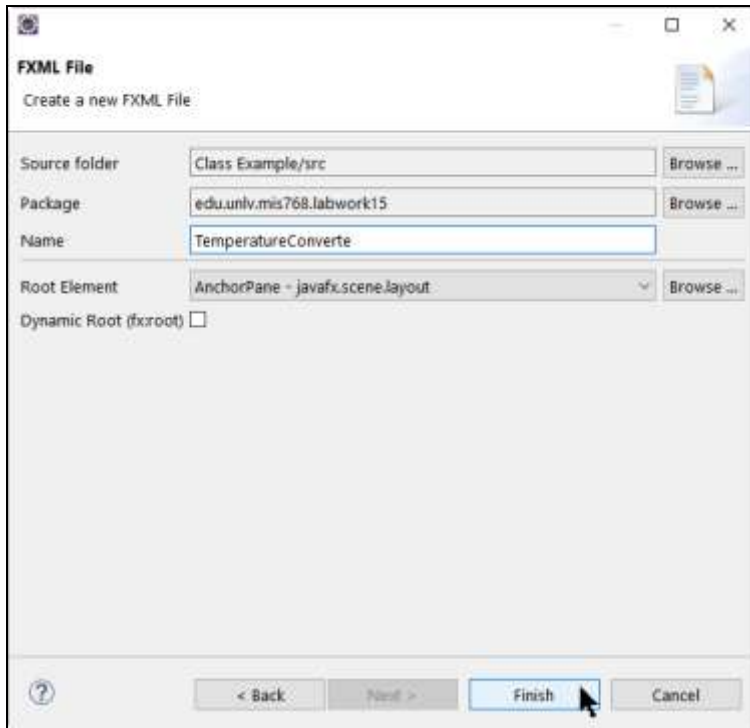 FXML File
Create a new FXML File
Source folder Class Example/src Browse ...
Package edu.unlv.mis768.labwork15 Browse ...
Name TemperatureConverte
Root Element AnchorPane - javafx.scene.layout Browse ...
Dynamic Root (fx:root)
? < Back Next > Finish Cancel